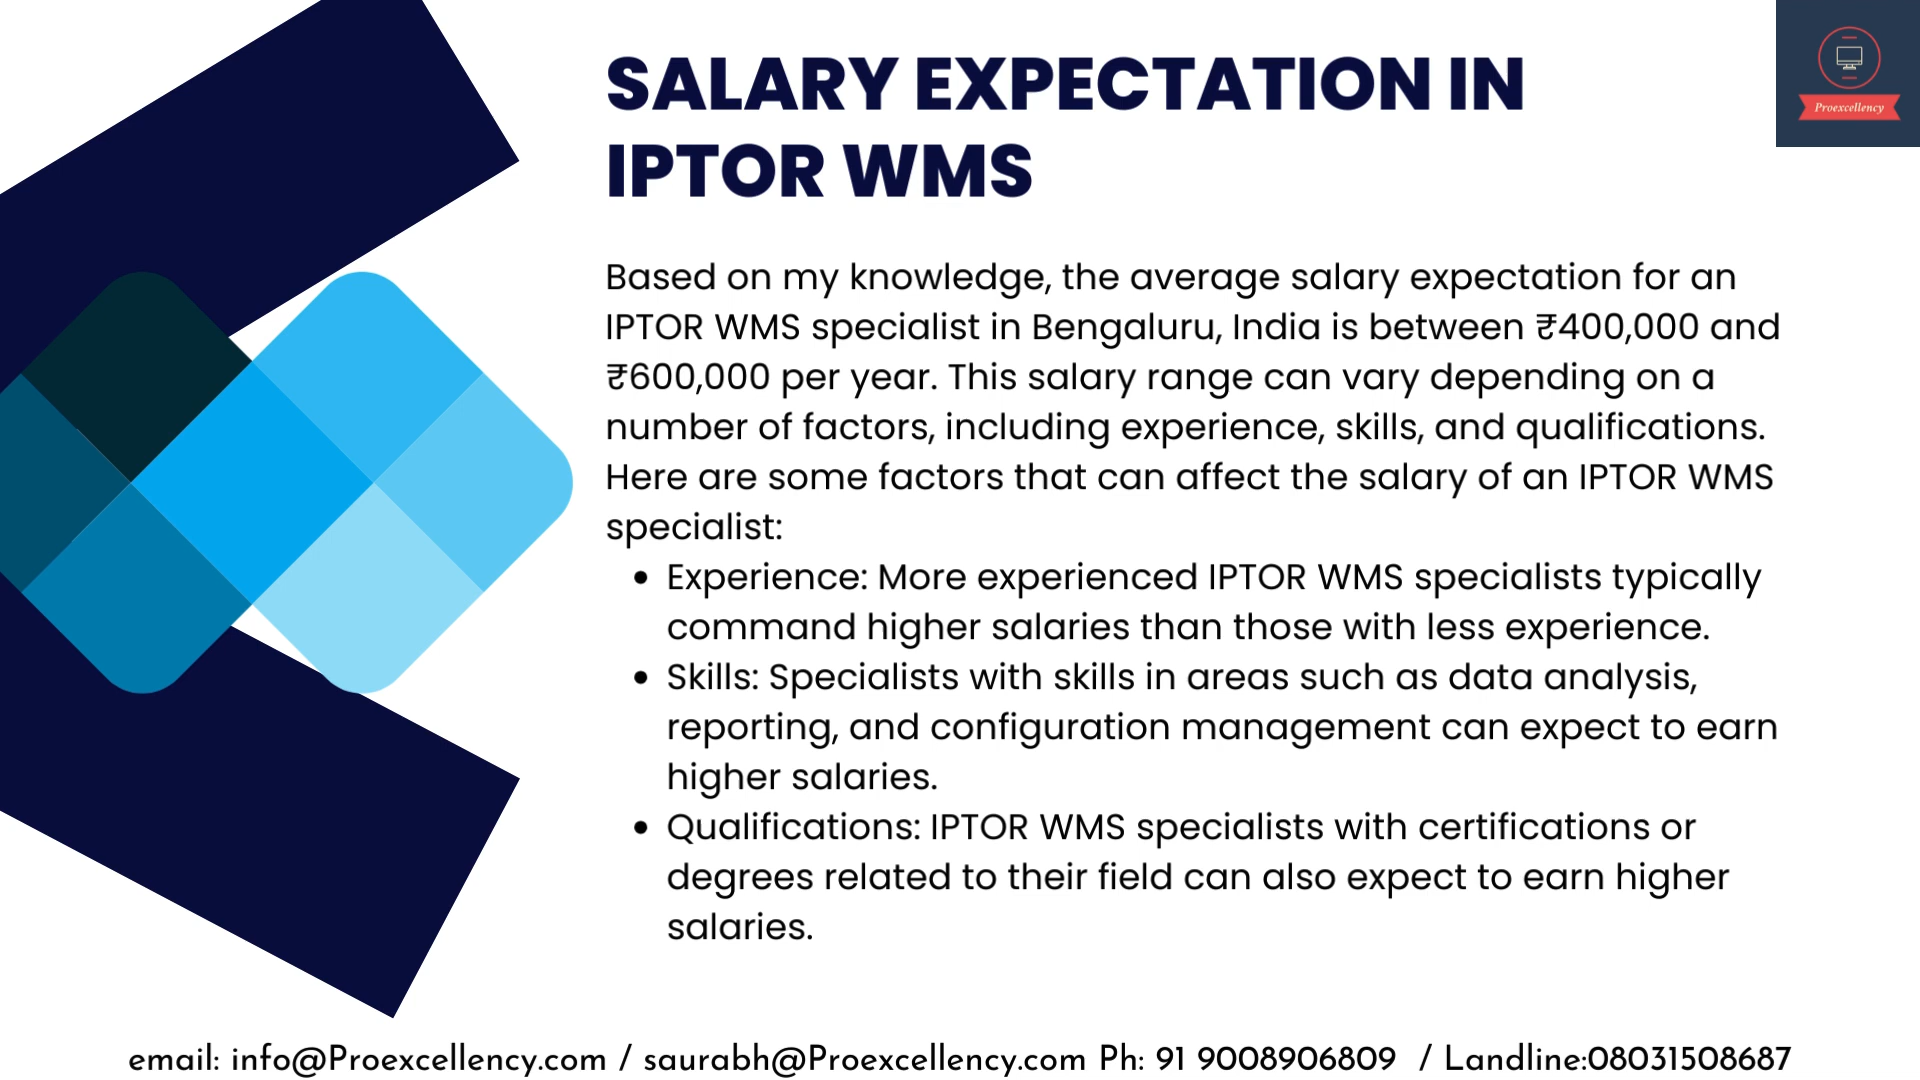 SALARY EXPECTATION IN
IPTOR WMS
Proexcellency
Based on my knowledge, the average salary expectation for an
IPTOR WMS specialist in Bengaluru, India is between ₹400,000 and
₹600,000 per year. This salary range can vary depending on a
number of factors, including experience, skills, and qualifications.
Here are some factors that can affect the salary of an IPTOR WMS
specialist:
• Experience: More experienced IPTOR WMS specialists typically
command higher salaries than those with less experience.
• Skills: Specialists with skills in areas such as data analysis,
reporting, and configuration management can expect to earn
higher salaries.
• Qualifications: IPTOR WMS specialists with certifications or
degrees related to their field can also expect to earn higher
salaries.
email: info@Proexcellency.com / saurabh@Proexcellency.com Ph: 91 9008906809 / Landline:08031508687